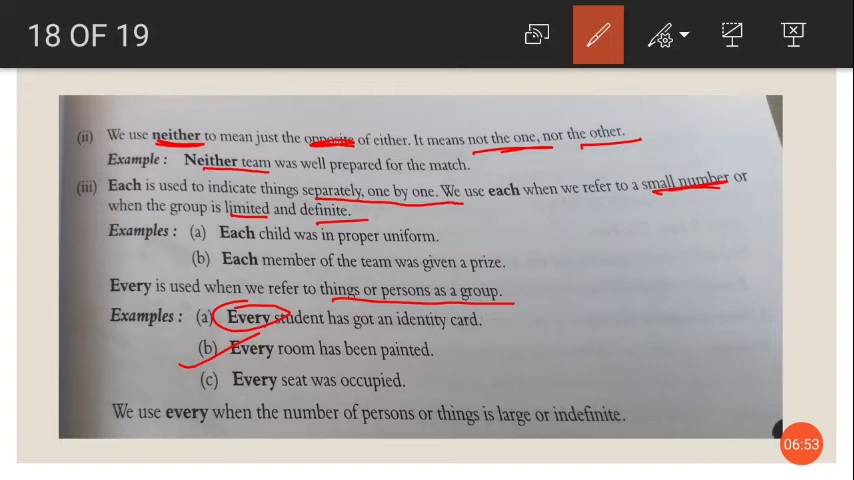 18 OF 19
(ii) We use neither to mean just the opposite of either. It means not the one, nor the other.
Example : Neither team was well prepared for the match.
(iii) Each is used to indicate things separately, one by one. We use each when we refer to a small number or
when the group is limited and definite.
Examples : (a) Each child was in proper uniform.
(b) Each member of the team was given a prize.
Every is used when we refer to things or persons as a group.
Examples : (a) Every student has got an identity card.
(b) Every room has been painted.
(c) Every seat was occupied.
We use every when the number of persons or things is large or indefinite.
06:53